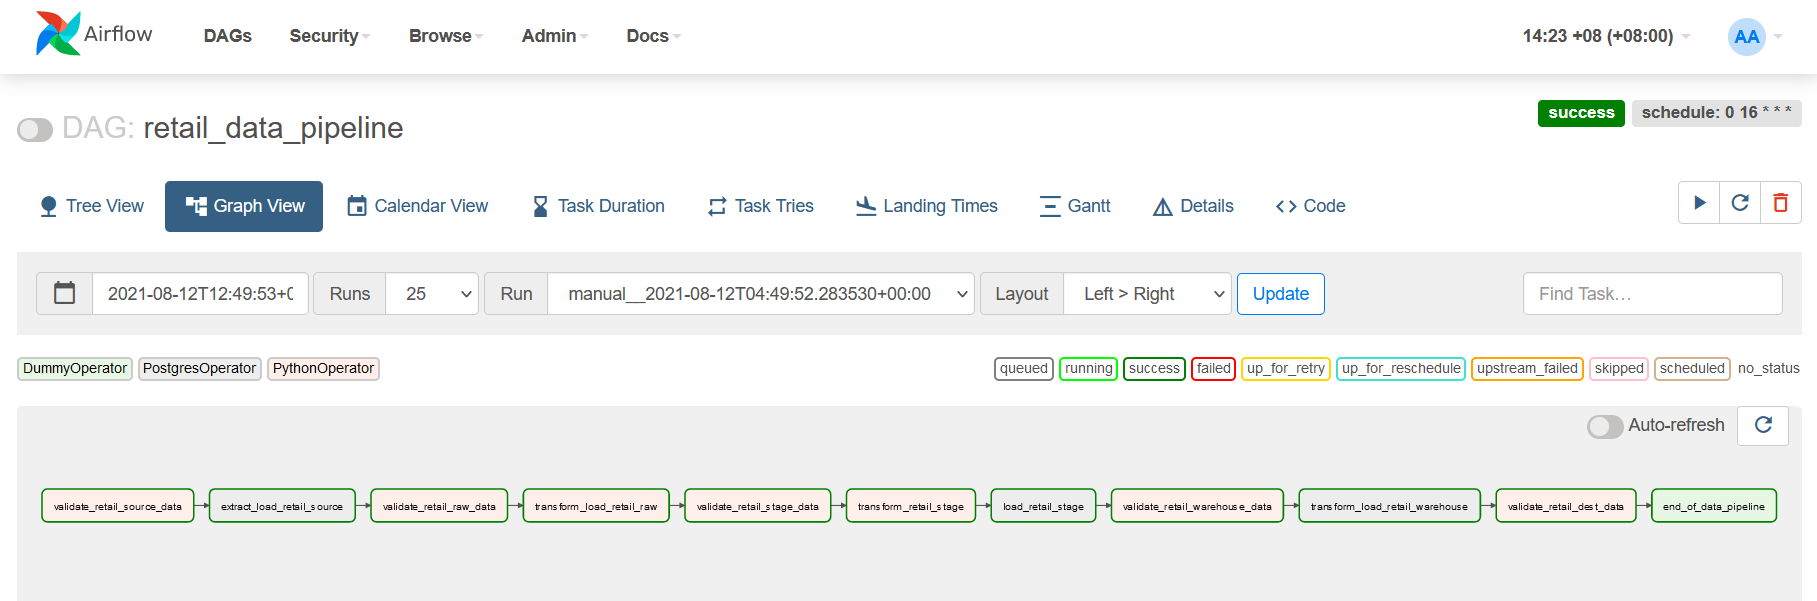 Airflow DAGs Security Browse Admin Docs 14:23 +08 (+08:00) AA
DAG: retail_data_pipeline success schedule: 0 16 * * *
Tree View Graph View Calendar View Task Duration Task Tries Landing Times Gantt Details Code
2021-08-12T12:49:53+0 Runs 25 Run manual__2021-08-12T04:49:52.283530+00:00 Layout Left > Right Update Find Task…
DummyOperator PostgresOperator PythonOperator queued running success failed up_for_retry up_for_reschedule upstream_failed skipped scheduled no_status
Auto-refresh
validate_retail_source_data extract_load_retail_source validate_retail_raw_data transform_load_retail_raw validate_retail_stage_data transform_retail_stage load_retail_stage validate_retail_warehouse_data transform_load_retail_warehouse validate_retail_dest_data end_of_data_pipeline